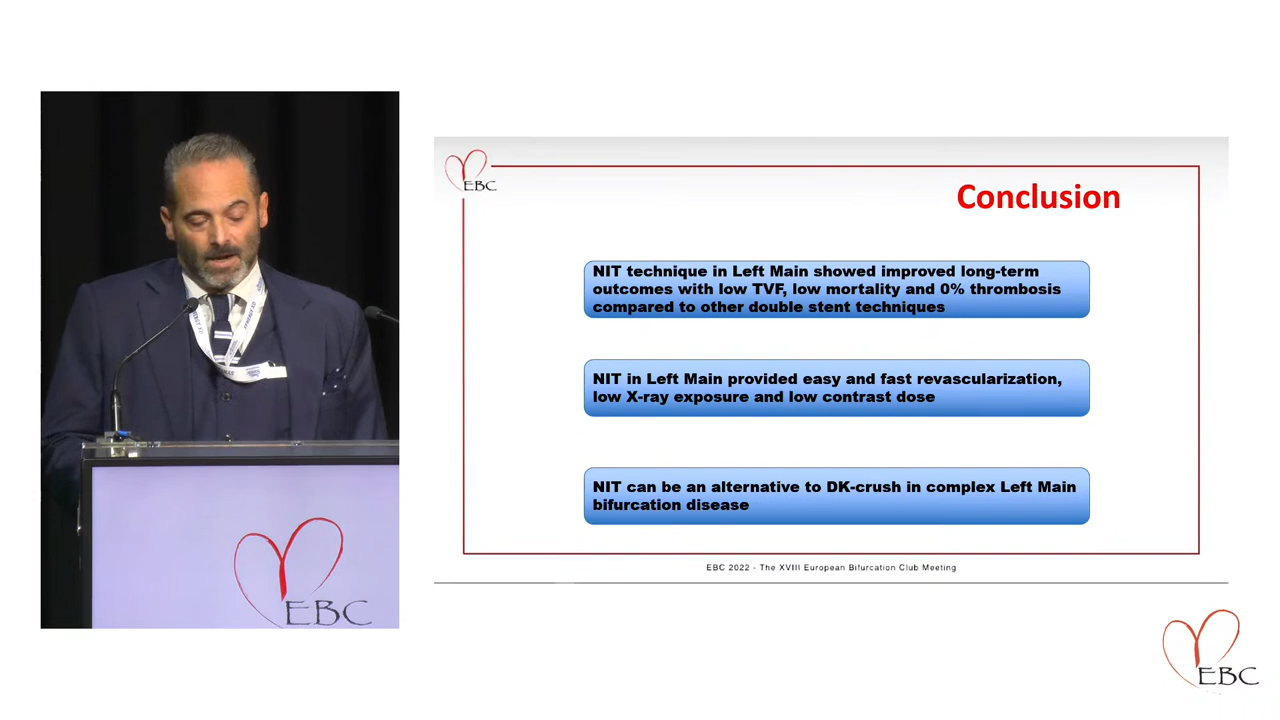 EBC
Conclusion
NIT technique in Left Main showed improved long-term
outcomes with low TVF, low mortality and 0% thrombosis
compared to other double stent techniques
NIT in Left Main provided easy and fast revascularization,
low X-ray exposure and low contrast dose
NIT can be an alternative to DK-crush in complex Left Main
bifurcation disease
EBC 2022 - The XVIII European Bifurcation Club Meeting
EBC
EBC